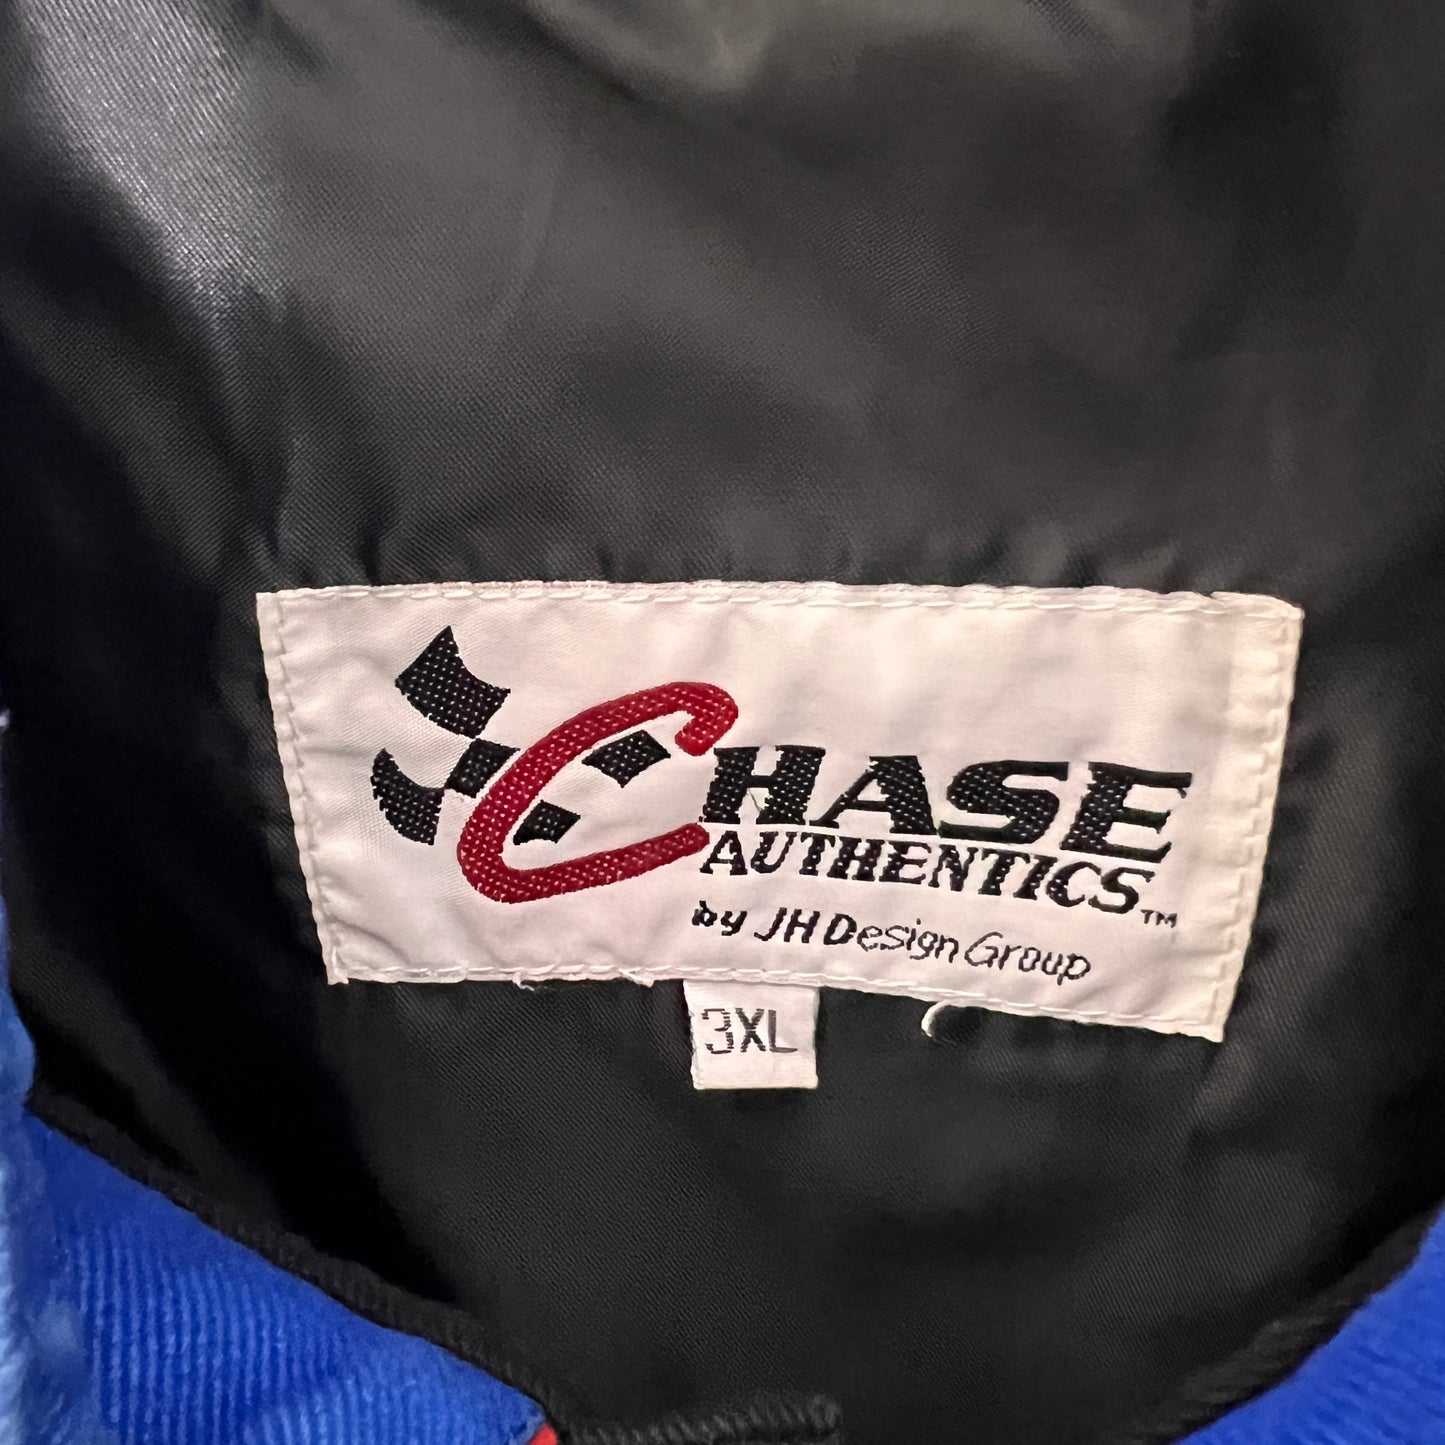 CHASE
AUTHENTICS™
by JH Design Group
3XL